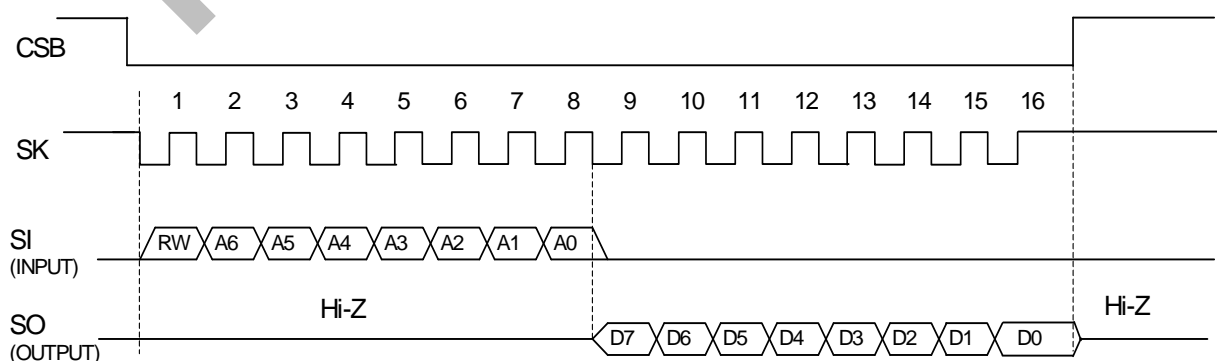 CSB
1 2 3 4 5 6 7 8 9 10 11 12 13 14 15 16
SK
SI
(INPUT)
RW A6 A5 A4 A3 A2 A1 A0
Hi-Z
Hi-Z
SO
(OUTPUT)
D7 D6 D5 D4 D3 D2 D1 D0